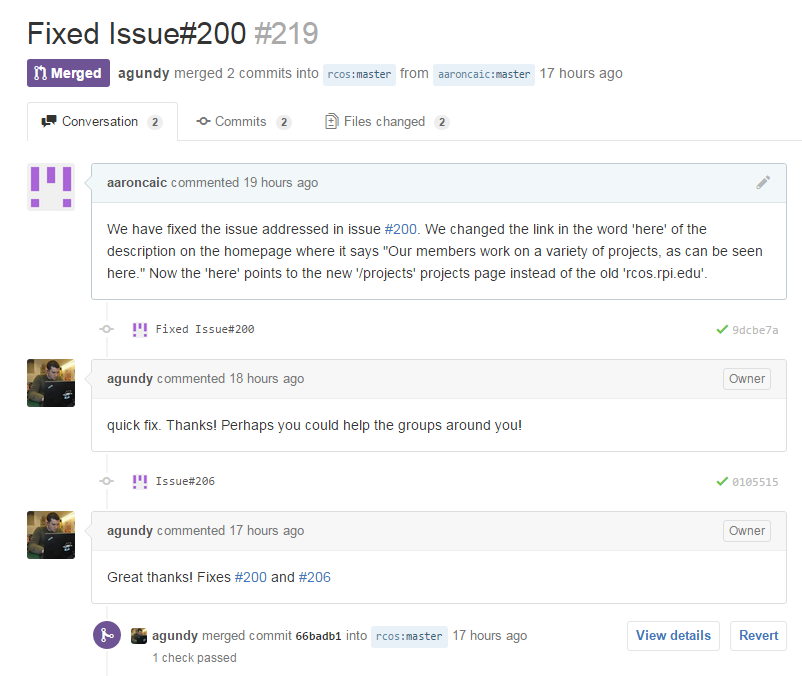 Fixed Issue#200 #219
Merged agundy merged 2 commits into rcos:master from aaroncaic:master 17 hours ago
Conversation 2 Commits 2 Files changed 2
aaroncaic commented 19 hours ago
We have fixed the issue addressed in issue #200. We changed the link in the word 'here' of the
description on the homepage where it says "Our members work on a variety of projects, as can be seen
here." Now the 'here' points to the new '/projects' projects page instead of the old 'rcos.rpi.edu'.
Fixed Issue#200 9dcbe7a
agundy commented 18 hours ago Owner
quick fix. Thanks! Perhaps you could help the groups around you!
Issue#206 0105515
agundy commented 17 hours ago Owner
Great thanks! Fixes #200 and #206
agundy merged commit 66badb1 into rcos:master 17 hours ago View details Revert
1 check passed